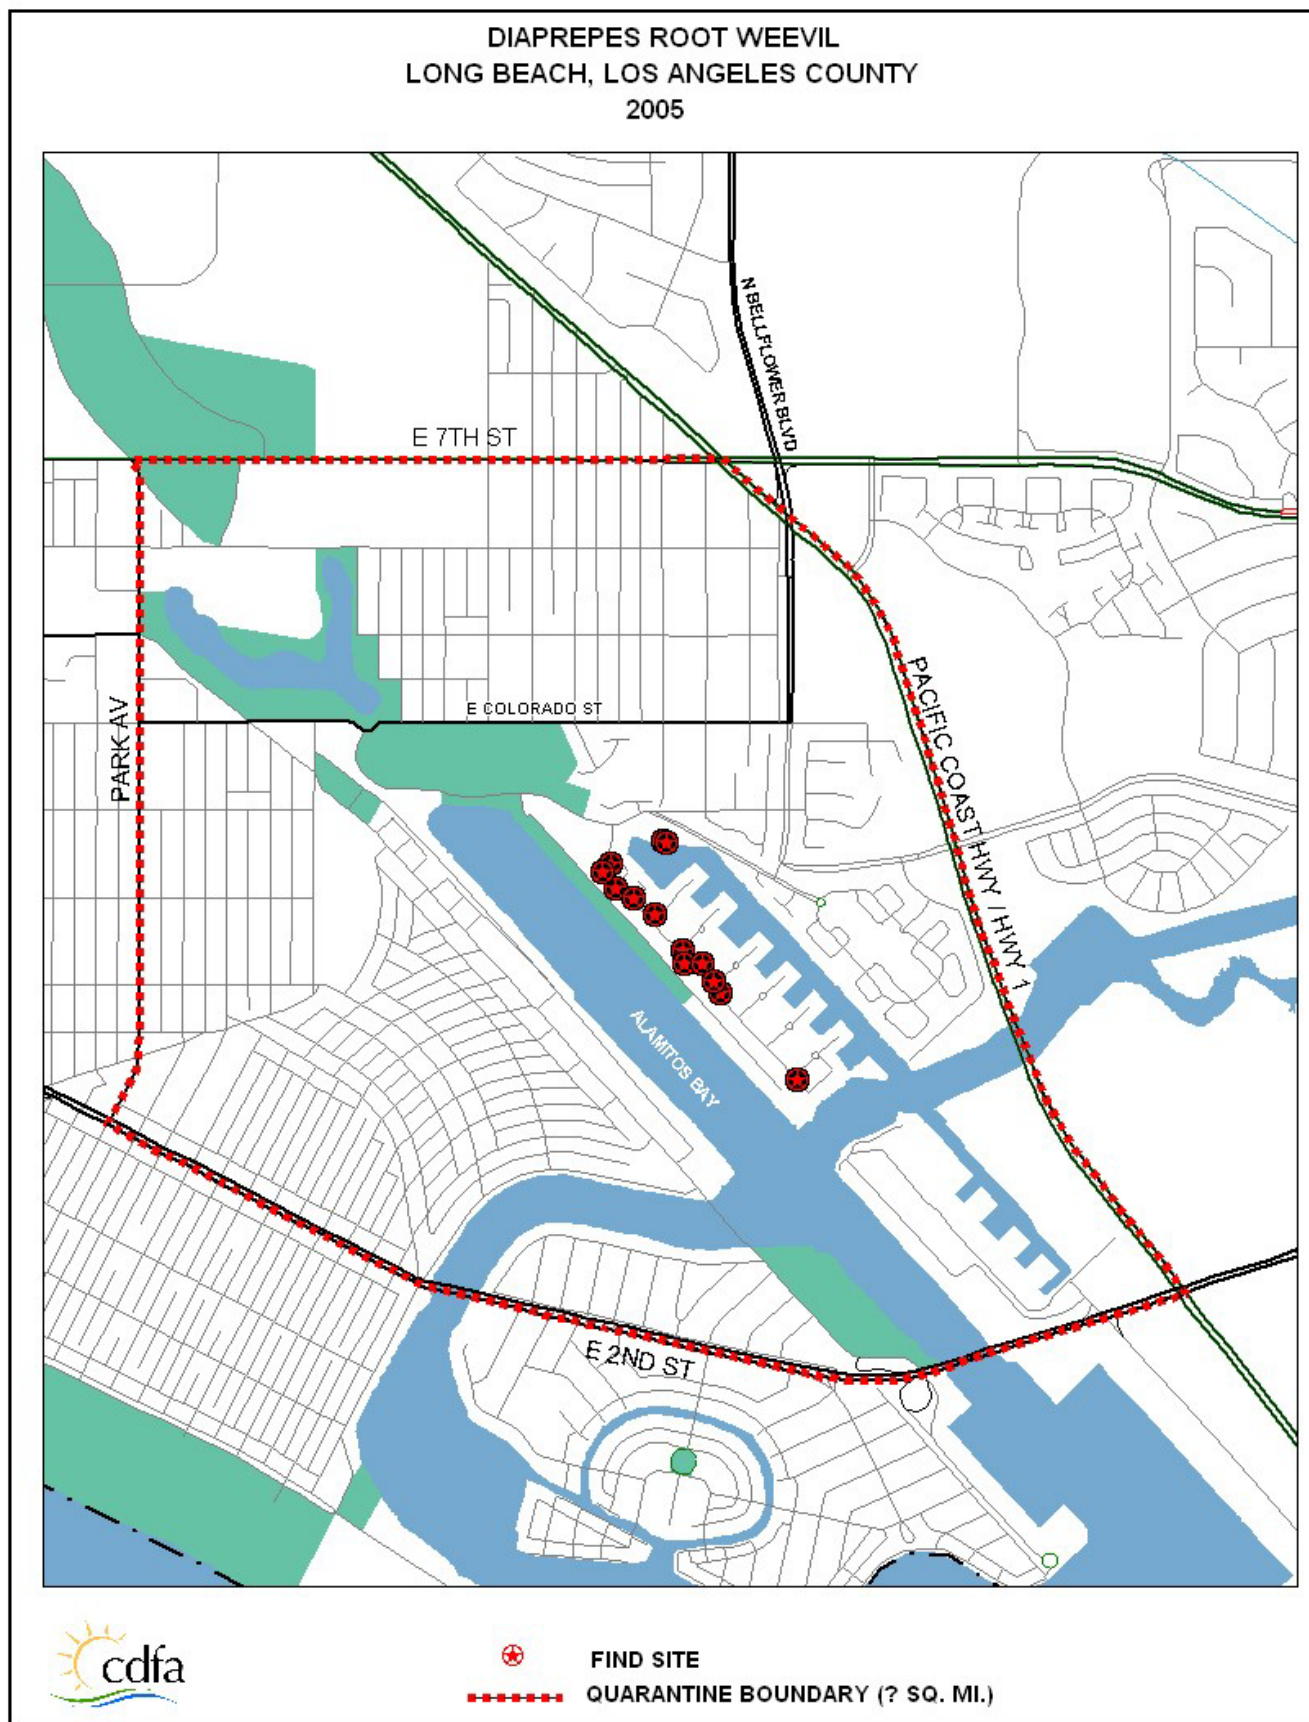 DIAPREPES ROOT WEEVIL
LONG BEACH, LOS ANGELES COUNTY
2005
N BELLFLOWER BLVD
E 7TH ST
PACIFIC COAST HWY / HWY 1
PARK AV
E COLORADO ST
ALAMITOS BAY
E 2ND ST
cdfa
FIND SITE
QUARANTINE BOUNDARY (? SQ. MI.)